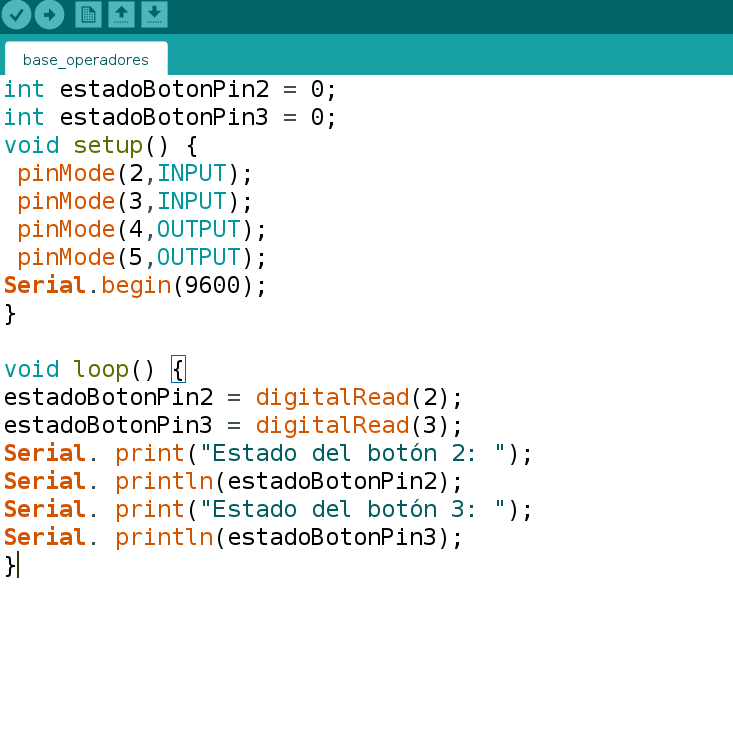 base_operadores
int estadoBotonPin2 = 0;
int estadoBotonPin3 = 0;
void setup() {
 pinMode(2,INPUT);
 pinMode(3,INPUT);
 pinMode(4,OUTPUT);
 pinMode(5,OUTPUT);
Serial.begin(9600);
}

void loop() {
estadoBotonPin2 = digitalRead(2);
estadoBotonPin3 = digitalRead(3);
Serial. print("Estado del botón 2: ");
Serial. println(estadoBotonPin2);
Serial. print("Estado del botón 3: ");
Serial. println(estadoBotonPin3);
}